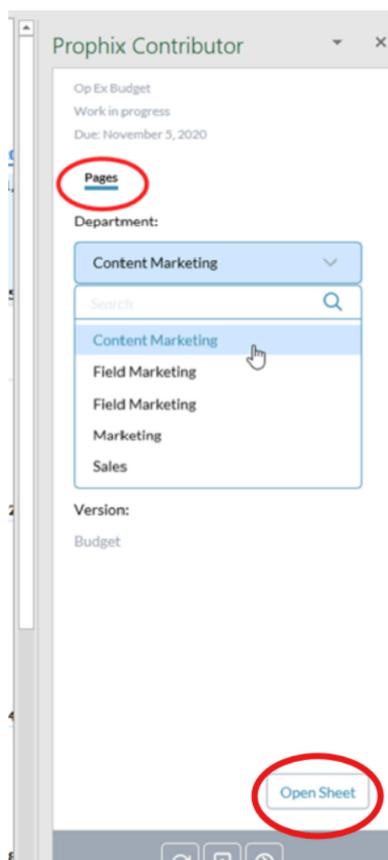 Prophix Contributor
Op Ex Budget
Work in progress
Due: November 5, 2020
Pages
Department:
Content Marketing
Search
Content Marketing
Field Marketing
Field Marketing
Marketing
Sales
Version:
Budget
Open Sheet